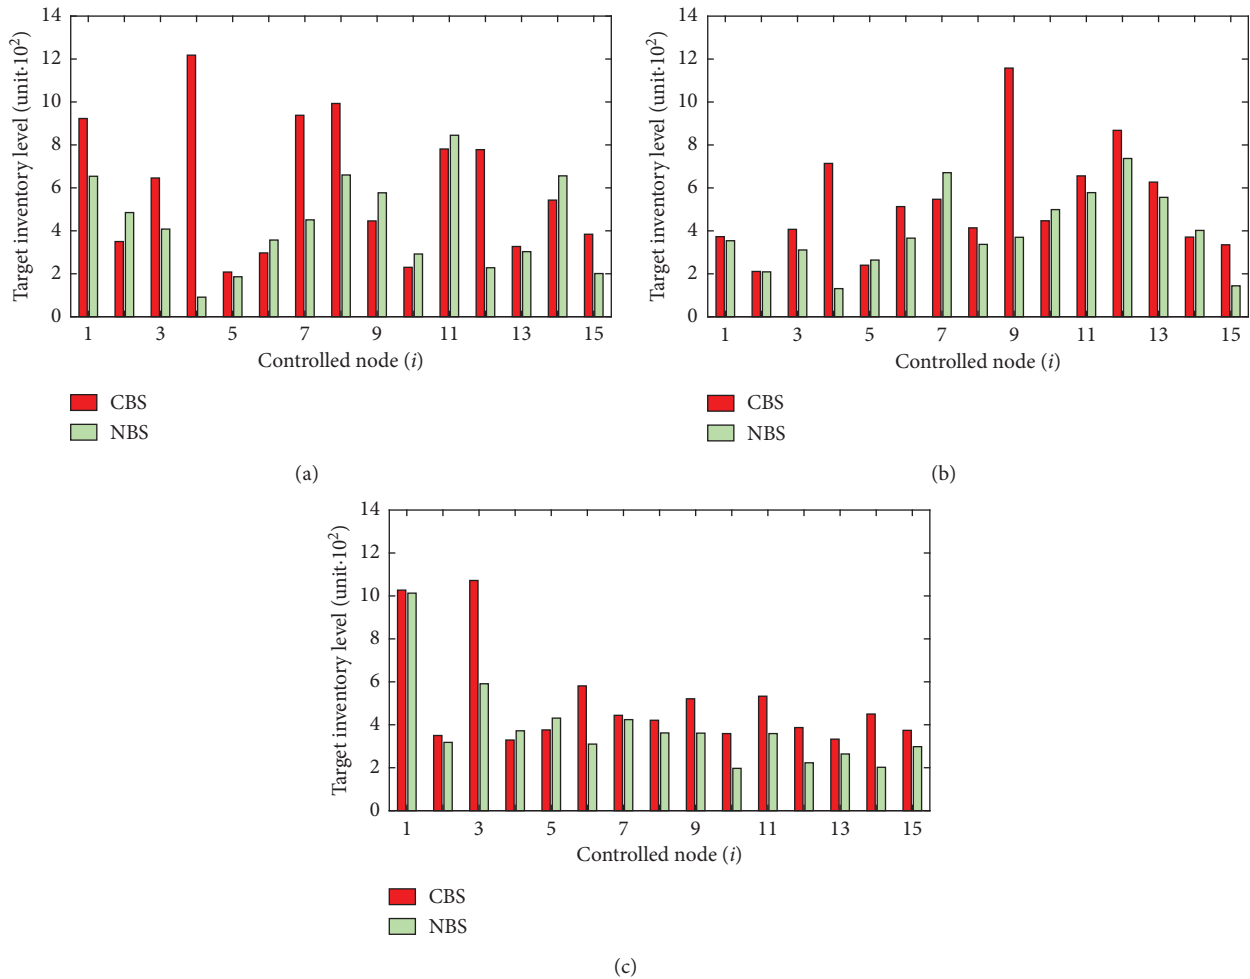 Target inventory level (unit·10²)
14
12
10
8
6
4
2
0
1 3 5 7 9 11 13 15
Controlled node (i)
CBS
NBS
(a)
Target inventory level (unit·10²)
14
12
10
8
6
4
2
0
1 3 5 7 9 11 13 15
Controlled node (i)
CBS
NBS
(b)
Target inventory level (unit·10²)
14
12
10
8
6
4
2
0
1 3 5 7 9 11 13 15
Controlled node (i)
CBS
NBS
(c)